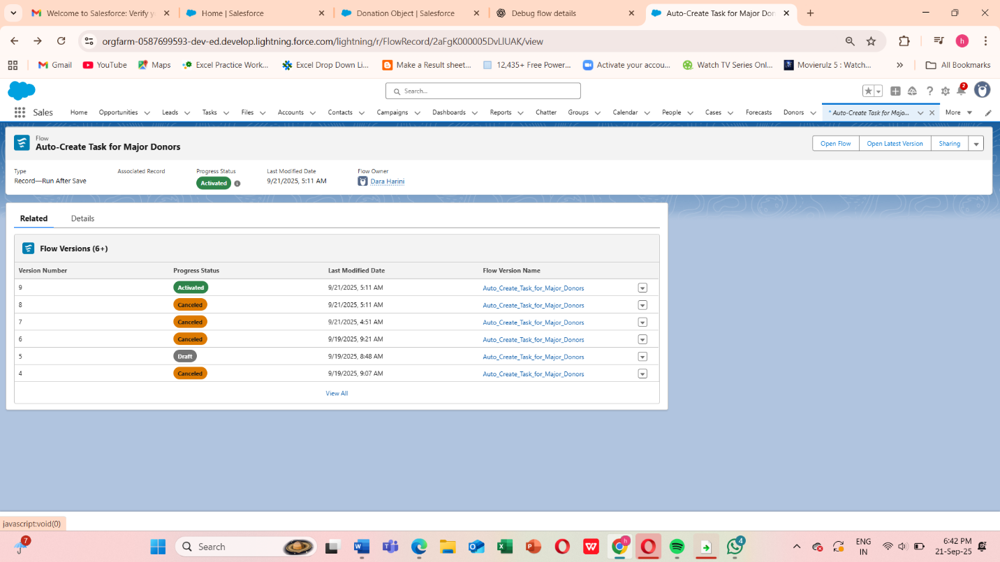 Welcome to Salesforce: Verify y
Home | Salesforce
Donation Object | Salesforce
Debug flow details
Auto-Create Task for Major Don
orgfarm-0587699593-dev-ed.develop.lightning.force.com/lightning/r/FlowRecord/2aFgK000005DvLlUAK/view
h
Gmail
YouTube
Maps
Excel Practice Work...
Excel Drop Down Li...
Make a Result sheet...
12,435+ Free Power...
Activate your accou...
Watch TV Series Onl...
Movierulz 5 : Watch...
»
All Bookmarks
Search...
2
Sales
Home
Opportunities
Leads
Tasks
Files
Accounts
Contacts
Campaigns
Dashboards
Reports
Chatter
Groups
Calendar
People
Cases
Forecasts
Donors
* Auto-Create Task for Majo...
More
Flow
Auto-Create Task for Major Donors
Open Flow
Open Latest Version
Sharing
Type
Associated Record
Progress Status
Last Modified Date
Flow Owner
Record—Run After Save
Activated
9/21/2025, 5:11 AM
Dara Harini
Related
Details
Flow Versions (6+)
Version Number Progress Status Last Modified Date Flow Version Name
9 Activated 9/21/2025, 5:11 AM Auto_Create_Task_for_Major_Donors
8 Canceled 9/21/2025, 5:11 AM Auto_Create_Task_for_Major_Donors
7 Canceled 9/21/2025, 4:51 AM Auto_Create_Task_for_Major_Donors
6 Canceled 9/19/2025, 9:21 AM Auto_Create_Task_for_Major_Donors
5 Draft 9/19/2025, 8:48 AM Auto_Create_Task_for_Major_Donors
4 Canceled 9/19/2025, 9:07 AM Auto_Create_Task_for_Major_Donors
View All
javascript:void(0)
7
Search
h
4
ENG
IN
6:42 PM
21-Sep-25